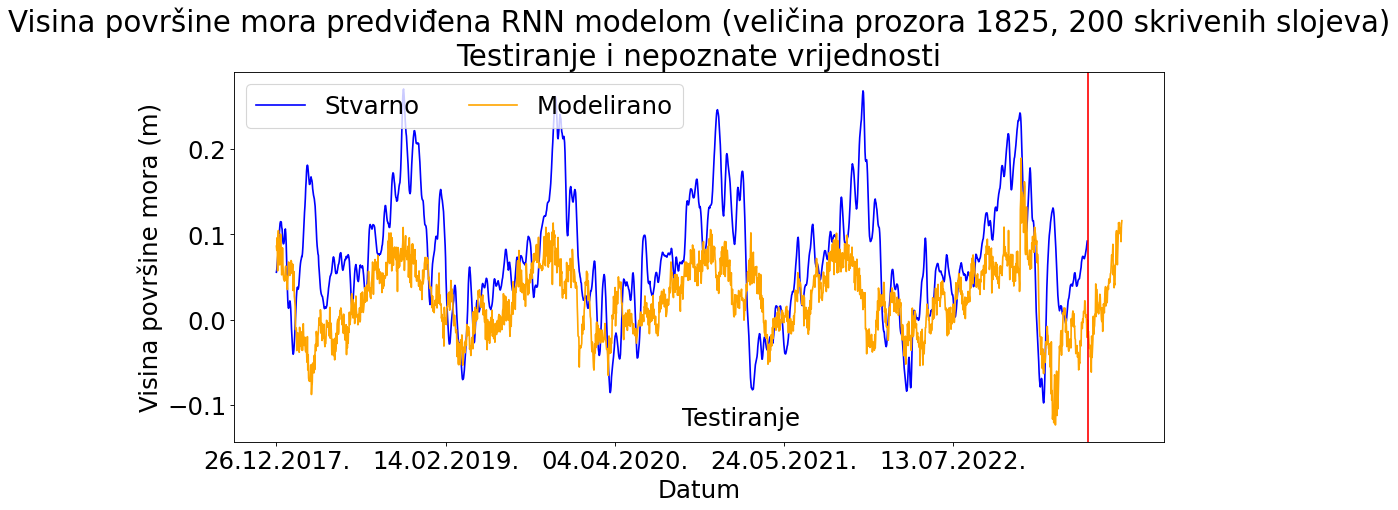 Visina površine mora predviđena RNN modelom (veličina prozora 1825, 200 skrivenih slojeva)
Testiranje i nepoznate vrijednosti
Stvarno Modelirano
Visina površine mora (m)
0.2
0.1
0.0
−0.1
Testiranje
26.12.2017. 14.02.2019. 04.04.2020. 24.05.2021. 13.07.2022.
Datum